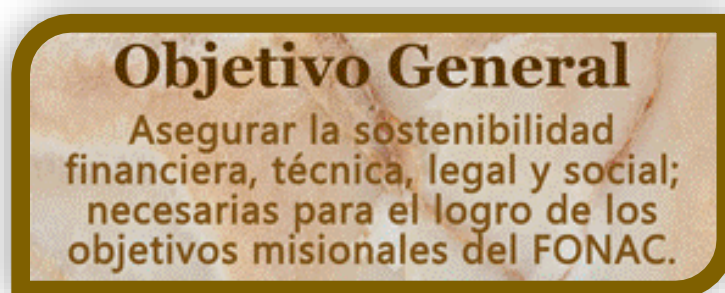 Objetivo General
Asegurar la sostenibilidad
financiera, técnica, legal y social;
necesarias para el logro de los
objetivos misionales del FONAC.